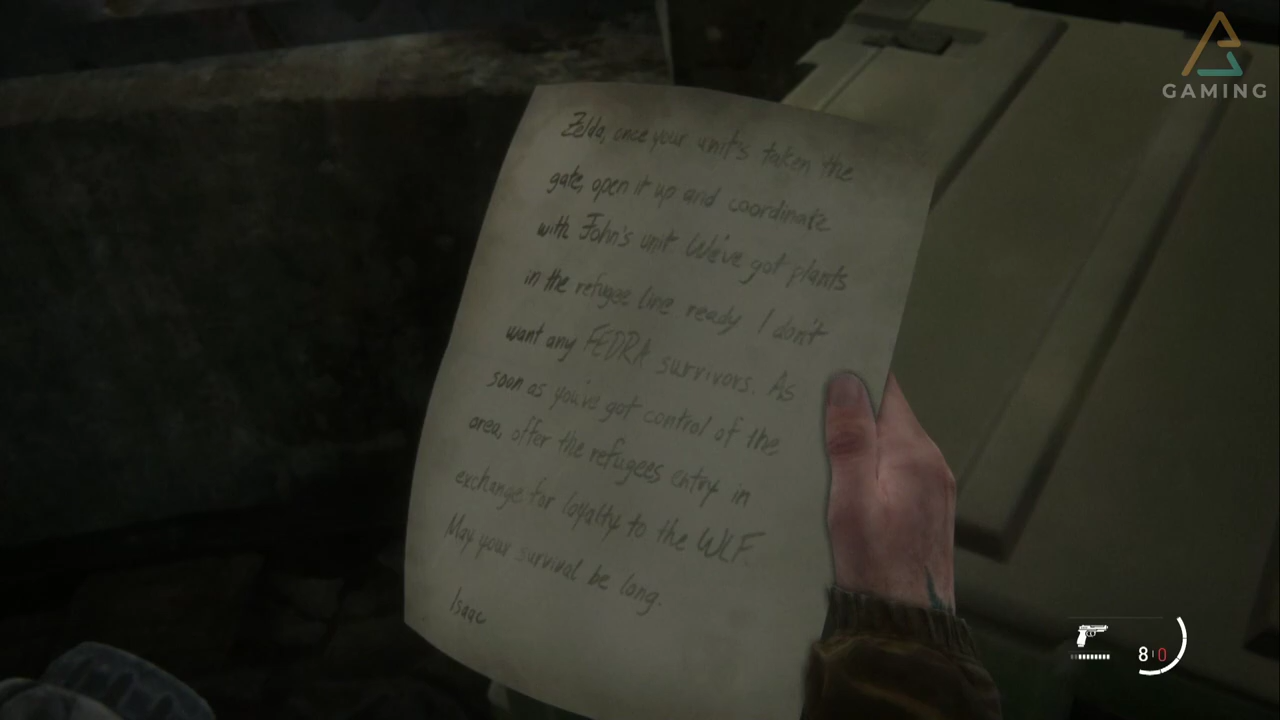 GAMING
Zelda, once your unit's taken the
gate, open it up and coordinate
with John's unit. We've got plants
in the refugee line ready. I don't
want any FEDRA survivors. As
soon as you've got control of the
area, offer the refugees entry in
exchange for loyalty to the WLF.
May your survival be long.
Isaac
8 0